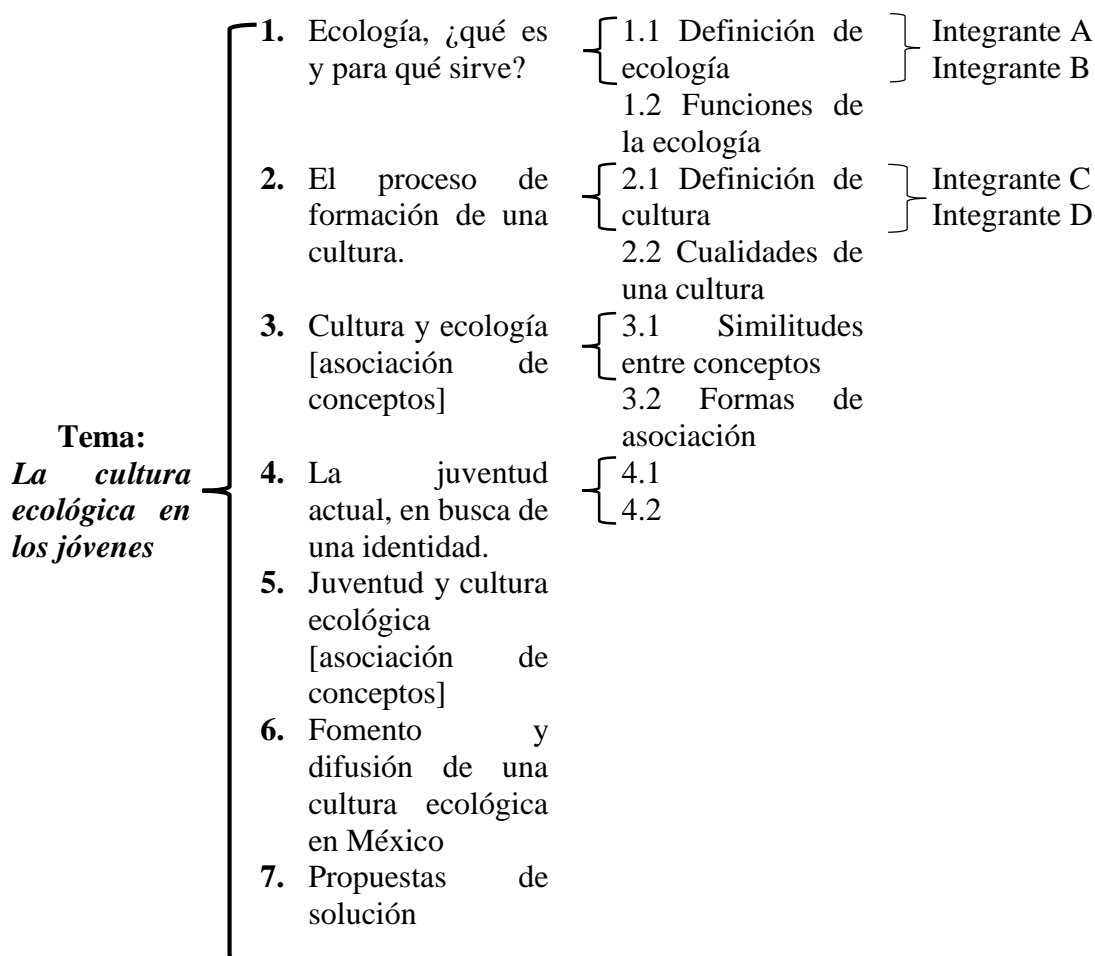 1. Ecología, ¿qué es
y para qué sirve?
1.1 Definición de
ecología
1.2 Funciones de
la ecología
Integrante A
Integrante B
2. El proceso de
formación de una
cultura.
2.1 Definición de
cultura
2.2 Cualidades de
una cultura
Integrante C
Integrante D
3. Cultura y ecología
[asociación de
conceptos]
3.1 Similitudes
entre conceptos
3.2 Formas de
asociación
Tema:
La cultura
ecológica en
los jóvenes
4. La juventud
actual, en busca de
una identidad.
4.1
4.2
5. Juventud y cultura
ecológica
[asociación de
conceptos]
6. Fomento y
difusión de una
cultura ecológica
en México
7. Propuestas de
solución